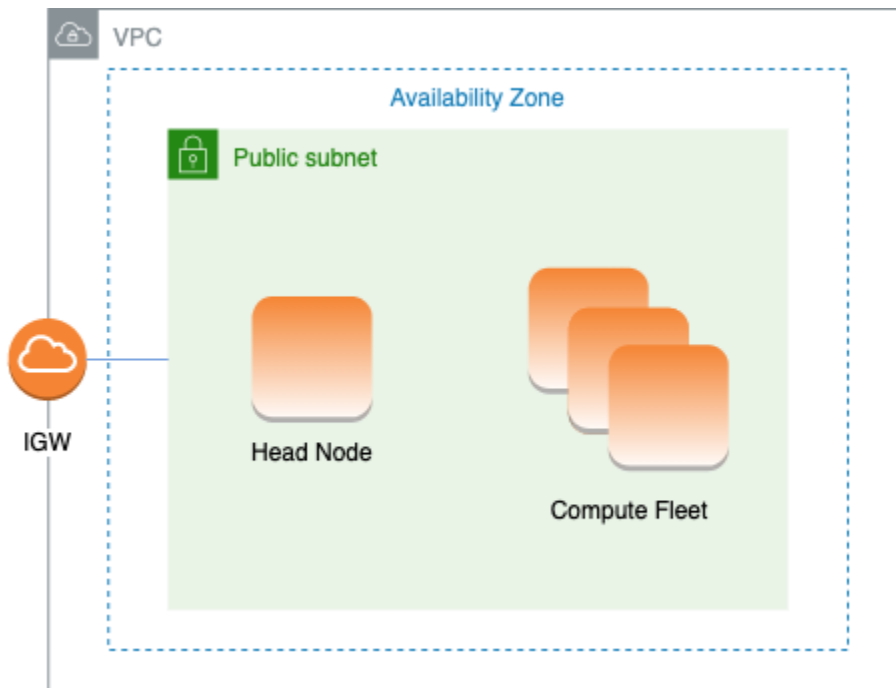 VPC
Availability Zone
Public subnet
IGW
Head Node
Compute Fleet